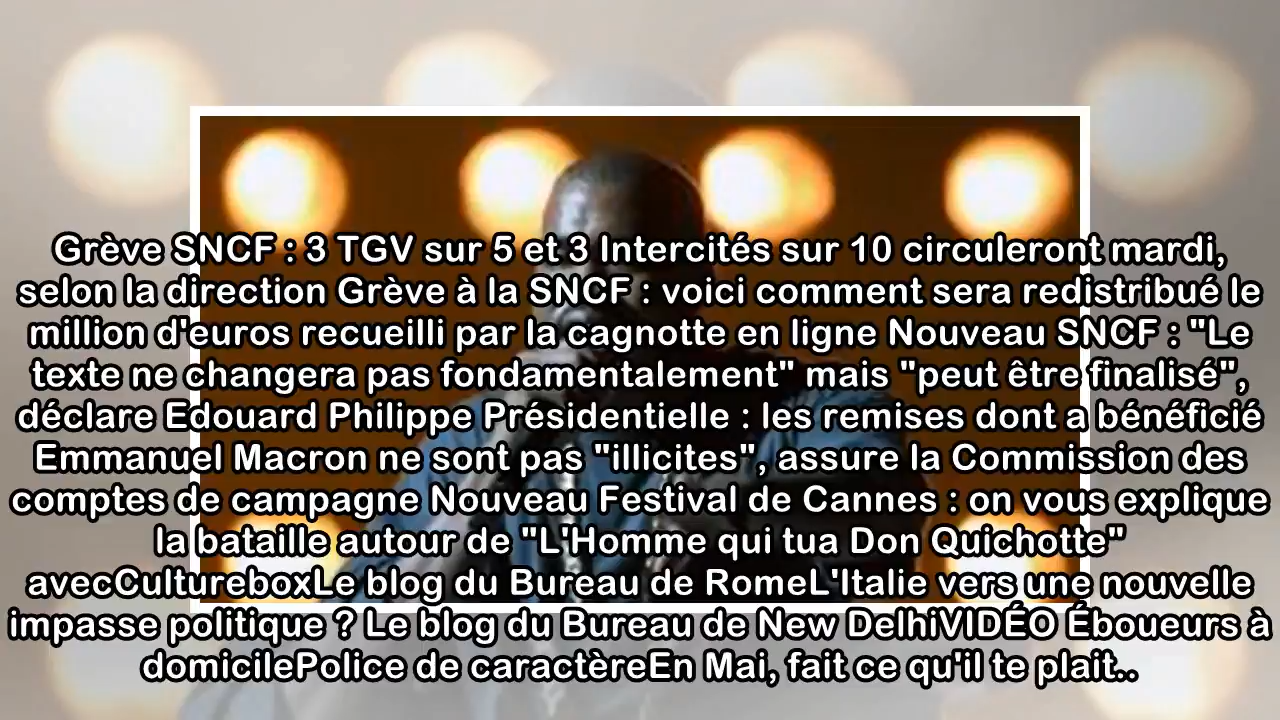 Grève SNCF : 3 TGV sur 5 et 3 Intercités sur 10 circuleront mardi,
selon la direction Grève à la SNCF : voici comment sera redistribué le
million d'euros recueilli par la cagnotte en ligne Nouveau SNCF : "Le
texte ne changera pas fondamentalement" mais "peut être finalisé",
déclare Edouard Philippe Présidentielle : les remises dont a bénéficié
Emmanuel Macron ne sont pas "illicites", assure la Commission des
comptes de campagne Nouveau Festival de Cannes : on vous explique
la bataille autour de "L'Homme qui tua Don Quichotte"
avecCultureboxLe blog du Bureau de RomeL'Italie vers une nouvelle
impasse politique ? Le blog du Bureau de New DelhiVIDÉO Éboueurs à
domicilePolice de caractèreEn Mai, fait ce qu'il te plait..